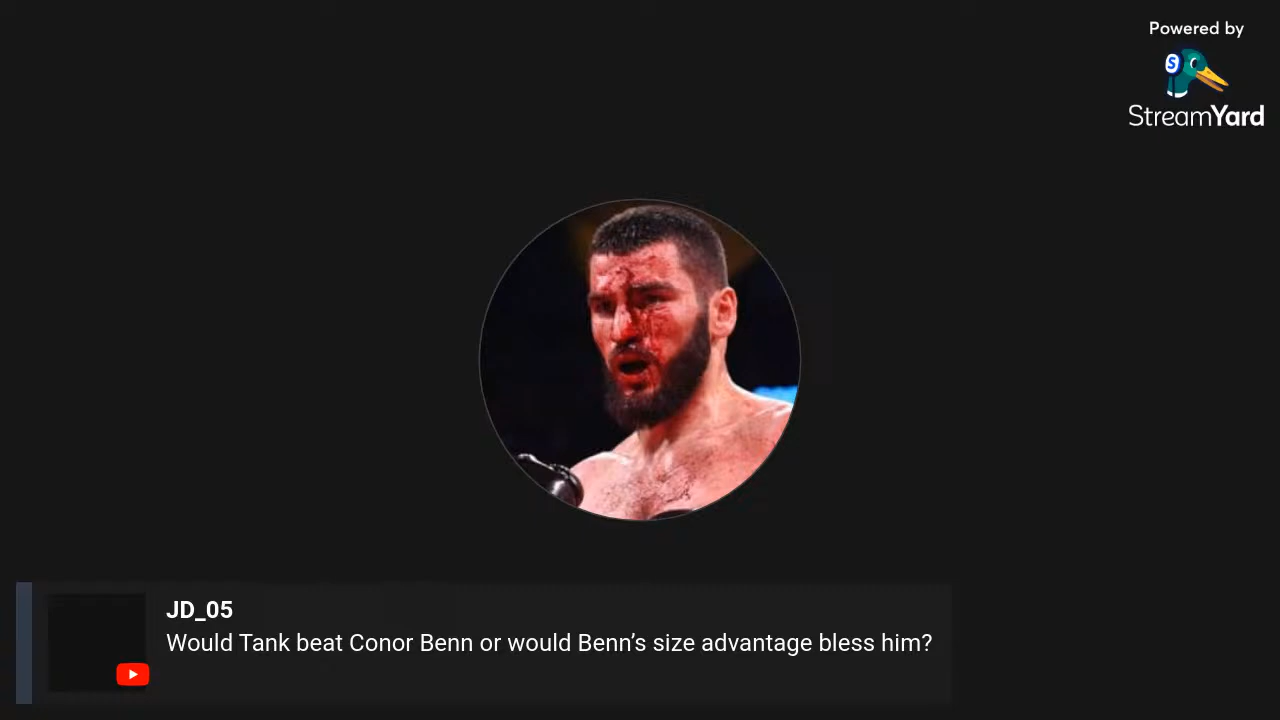 Powered by
S
StreamYard
JD_05
Would Tank beat Conor Benn or would Benn’s size advantage bless him?